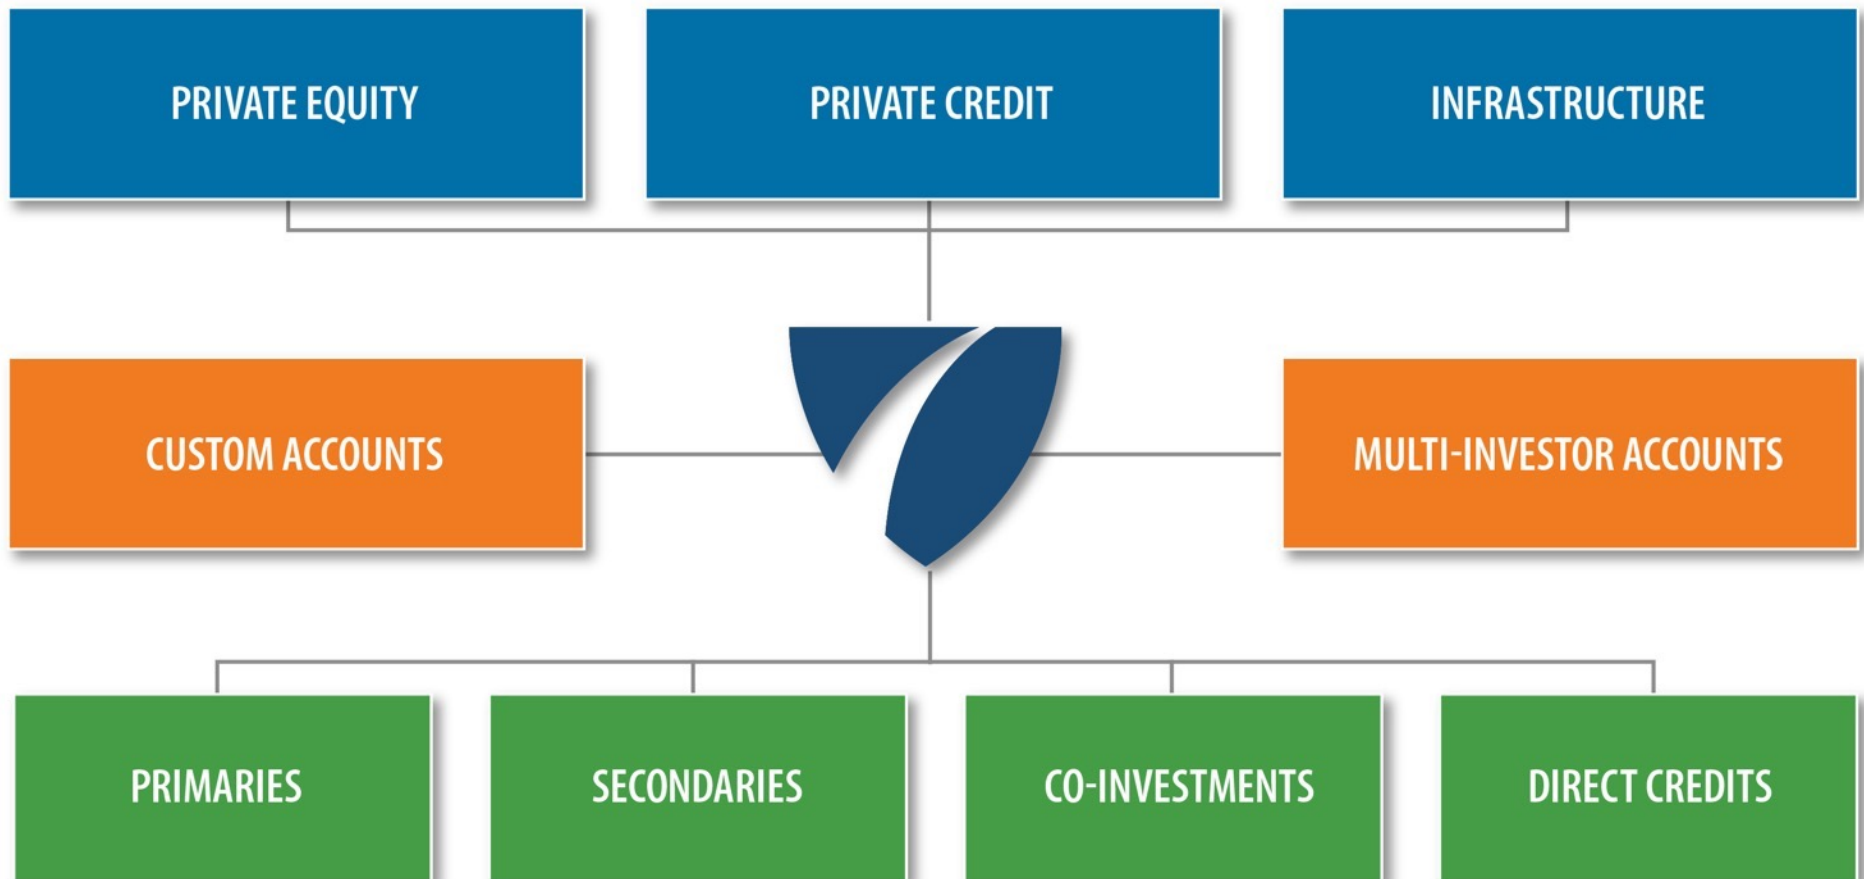 PRIVATE EQUITY
PRIVATE CREDIT
INFRASTRUCTURE
CUSTOM ACCOUNTS
MULTI-INVESTOR ACCOUNTS
PRIMARIES
SECONDARIES
CO-INVESTMENTS
DIRECT CREDITS